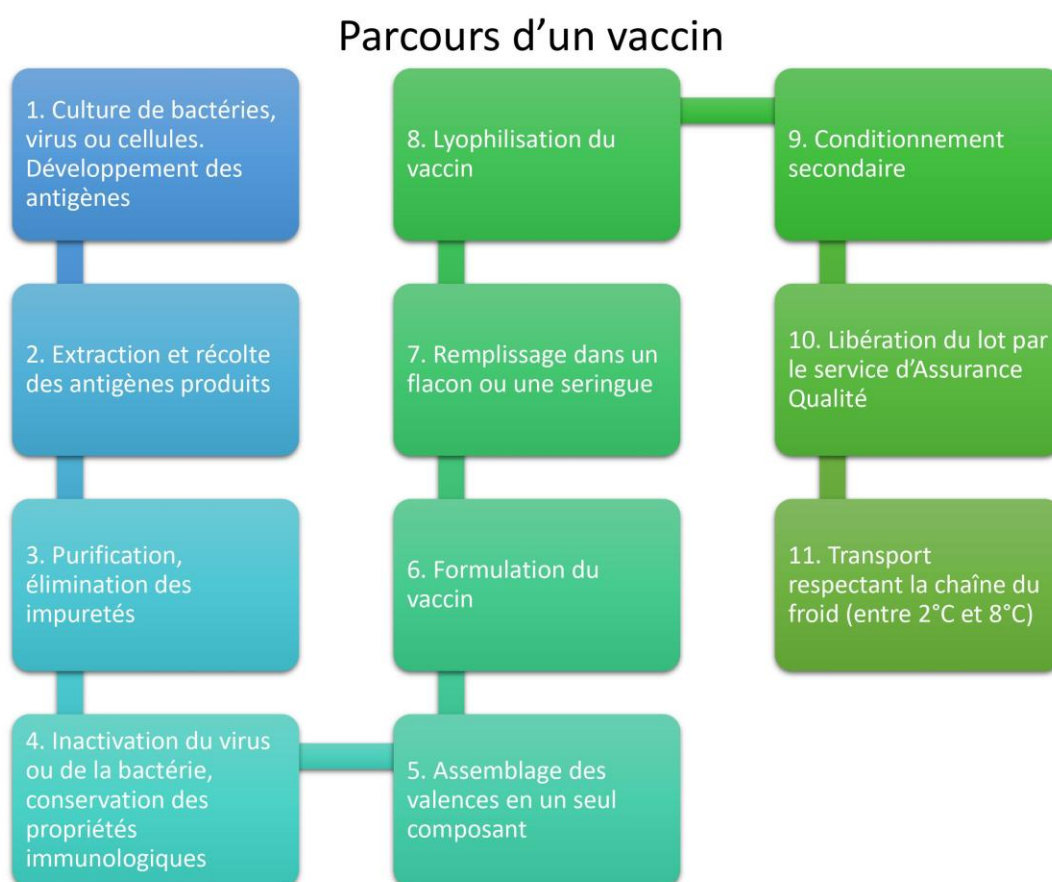 Parcours d’un vaccin
1. Culture de bactéries,
virus ou cellules.
Développement des
antigènes
2. Extraction et récolte
des antigènes produits
3. Purification,
élimination des
impuretés
4. Inactivation du virus
ou de la bactérie,
conservation des
propriétés
immunologiques
5. Assemblage des
valences en un seul
composant
6. Formulation du
vaccin
7. Remplissage dans un
flacon ou une seringue
8. Lyophilisation du
vaccin
9. Conditionnement
secondaire
10. Libération du lot par
le service d’Assurance
Qualité
11. Transport
respectant la chaîne du
froid (entre 2°C et 8°C)